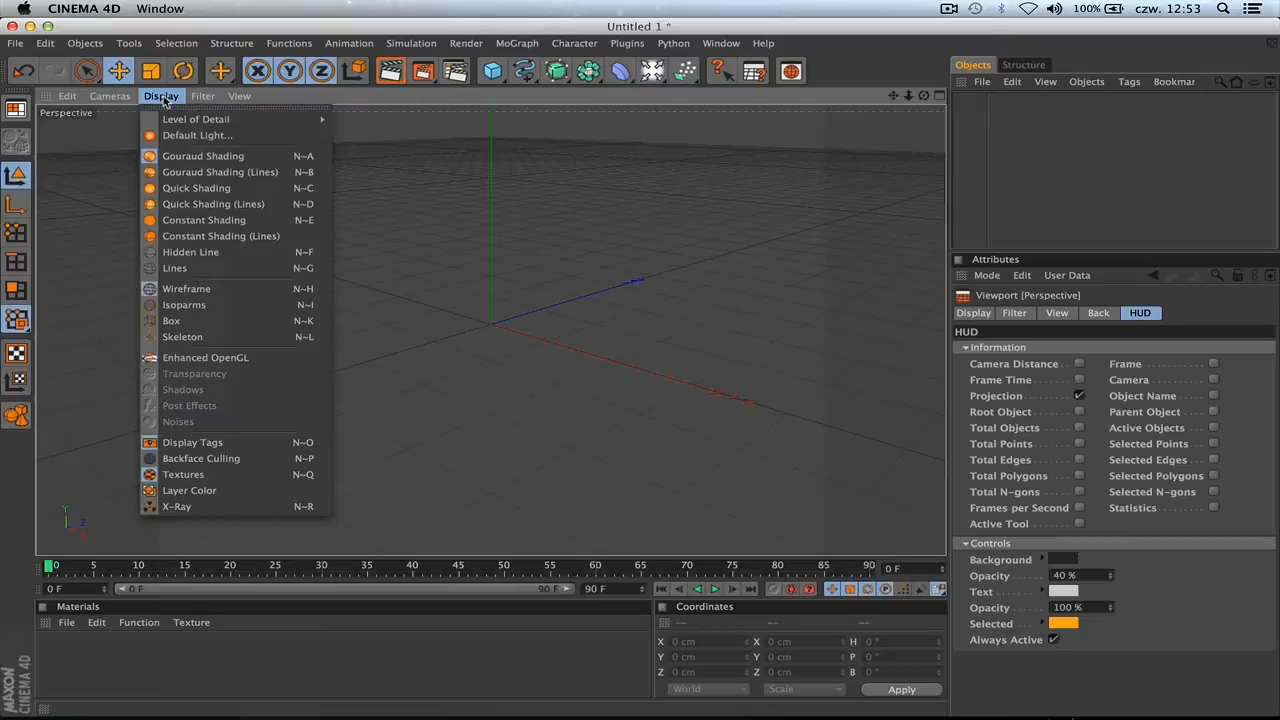 CINEMA 4D Window 100% czw. 12:53
Untitled 1 *
File Edit Objects Tools Selection Structure Functions Animation Simulation Render MoGraph Character Plugins Python Window Help
Objects Structure
File Edit View Objects Tags Bookmar
Edit Cameras Display Filter View
Perspective
Level of Detail
Default Light...
Gouraud Shading N~A
Gouraud Shading (Lines) N~B
Quick Shading N~C
Quick Shading (Lines) N~D
Constant Shading N~E
Constant Shading (Lines) N~F
Hidden Line N~F
Lines N~G
Wireframe N~H
Isoparms N~I
Box N~K
Skeleton N~L
Enhanced OpenGL
Transparency
Shadows
Post Effects
Noises
Display Tags N~O
Backface Culling N~P
Textures N~Q
Layer Color
X-Ray N~R
Y
Z
X
Attributes
Mode Edit User Data
Viewport [Perspective]
Display Filter View Back HUD
HUD
Information
Camera Distance Frame
Frame Time Camera
Projection Object Name
Root Object Parent Object
Total Objects Active Objects
Total Points Selected Points
Total Edges Selected Edges
Total Polygons Selected Polygons
Total N-gons Selected N-gons
Frames per Second Statistics
Active Tool
Controls
Background
Opacity 40 %
Text
Opacity 100 %
Selected
Always Active
0 5 10 15 20 25 30 35 40 45 50 55 60 65 70 75 80 85 90 0 F
0 F 0 F 90 F 90 F
Materials
File Edit Function Texture
Coordinates
-- -- --
X 0 cm X 0 cm H 0 °
Y 0 cm Y 0 cm P 0 °
Z 0 cm Z 0 cm B 0 °
World Scale Apply
MAXON
CINEMA 4D